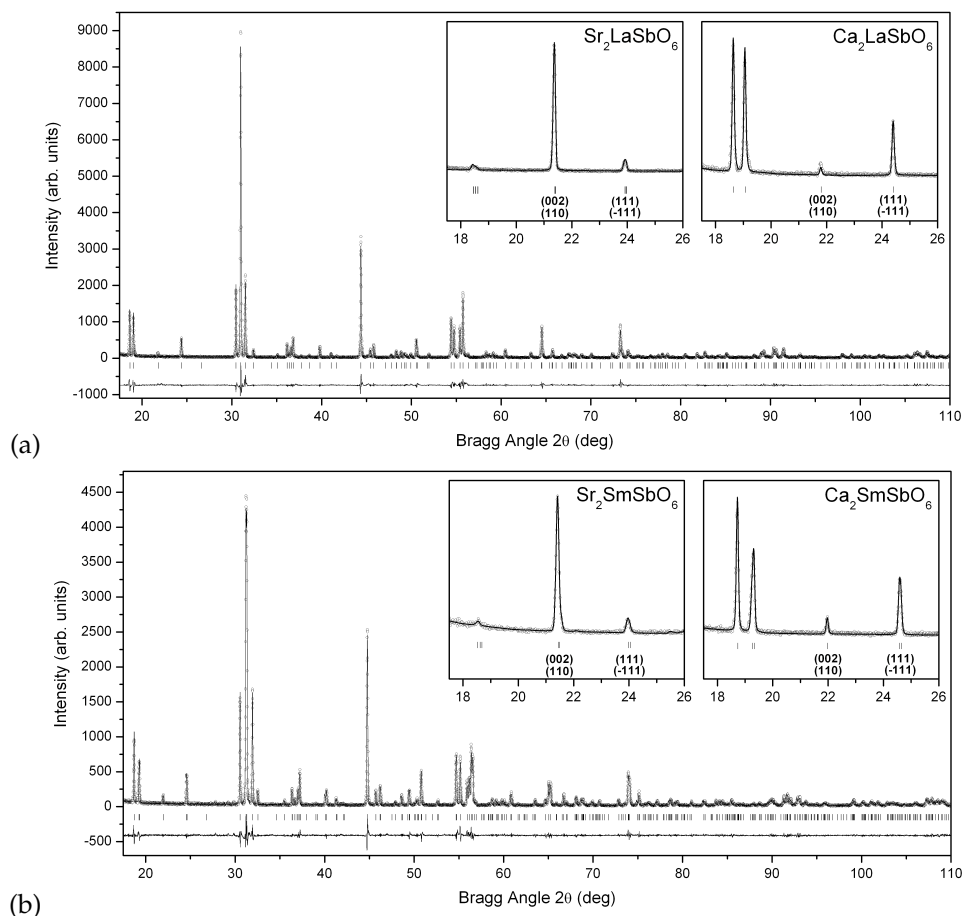 9000
8000
7000
6000
5000
4000
3000
2000
1000
0
-1000
Intensity (arb. units)
Sr2LaSbO6
(002)
(110)
(111)
(-111)
18 20 22 24 26
Ca2LaSbO6
(002)
(110)
(111)
(-111)
18 20 22 24 26
20 30 40 50 60 70 80 90 100 110
Bragg Angle 2θ (deg)
(a)
4500
4000
3500
3000
2500
2000
1500
1000
500
0
-500
Intensity (arb. units)
Sr2SmSbO6
(002)
(110)
(111)
(-111)
18 20 22 24 26
Ca2SmSbO6
(002)
(110)
(111)
(-111)
18 20 22 24 26
20 30 40 50 60 70 80 90 100 110
Bragg Angle 2θ (deg)
(b)